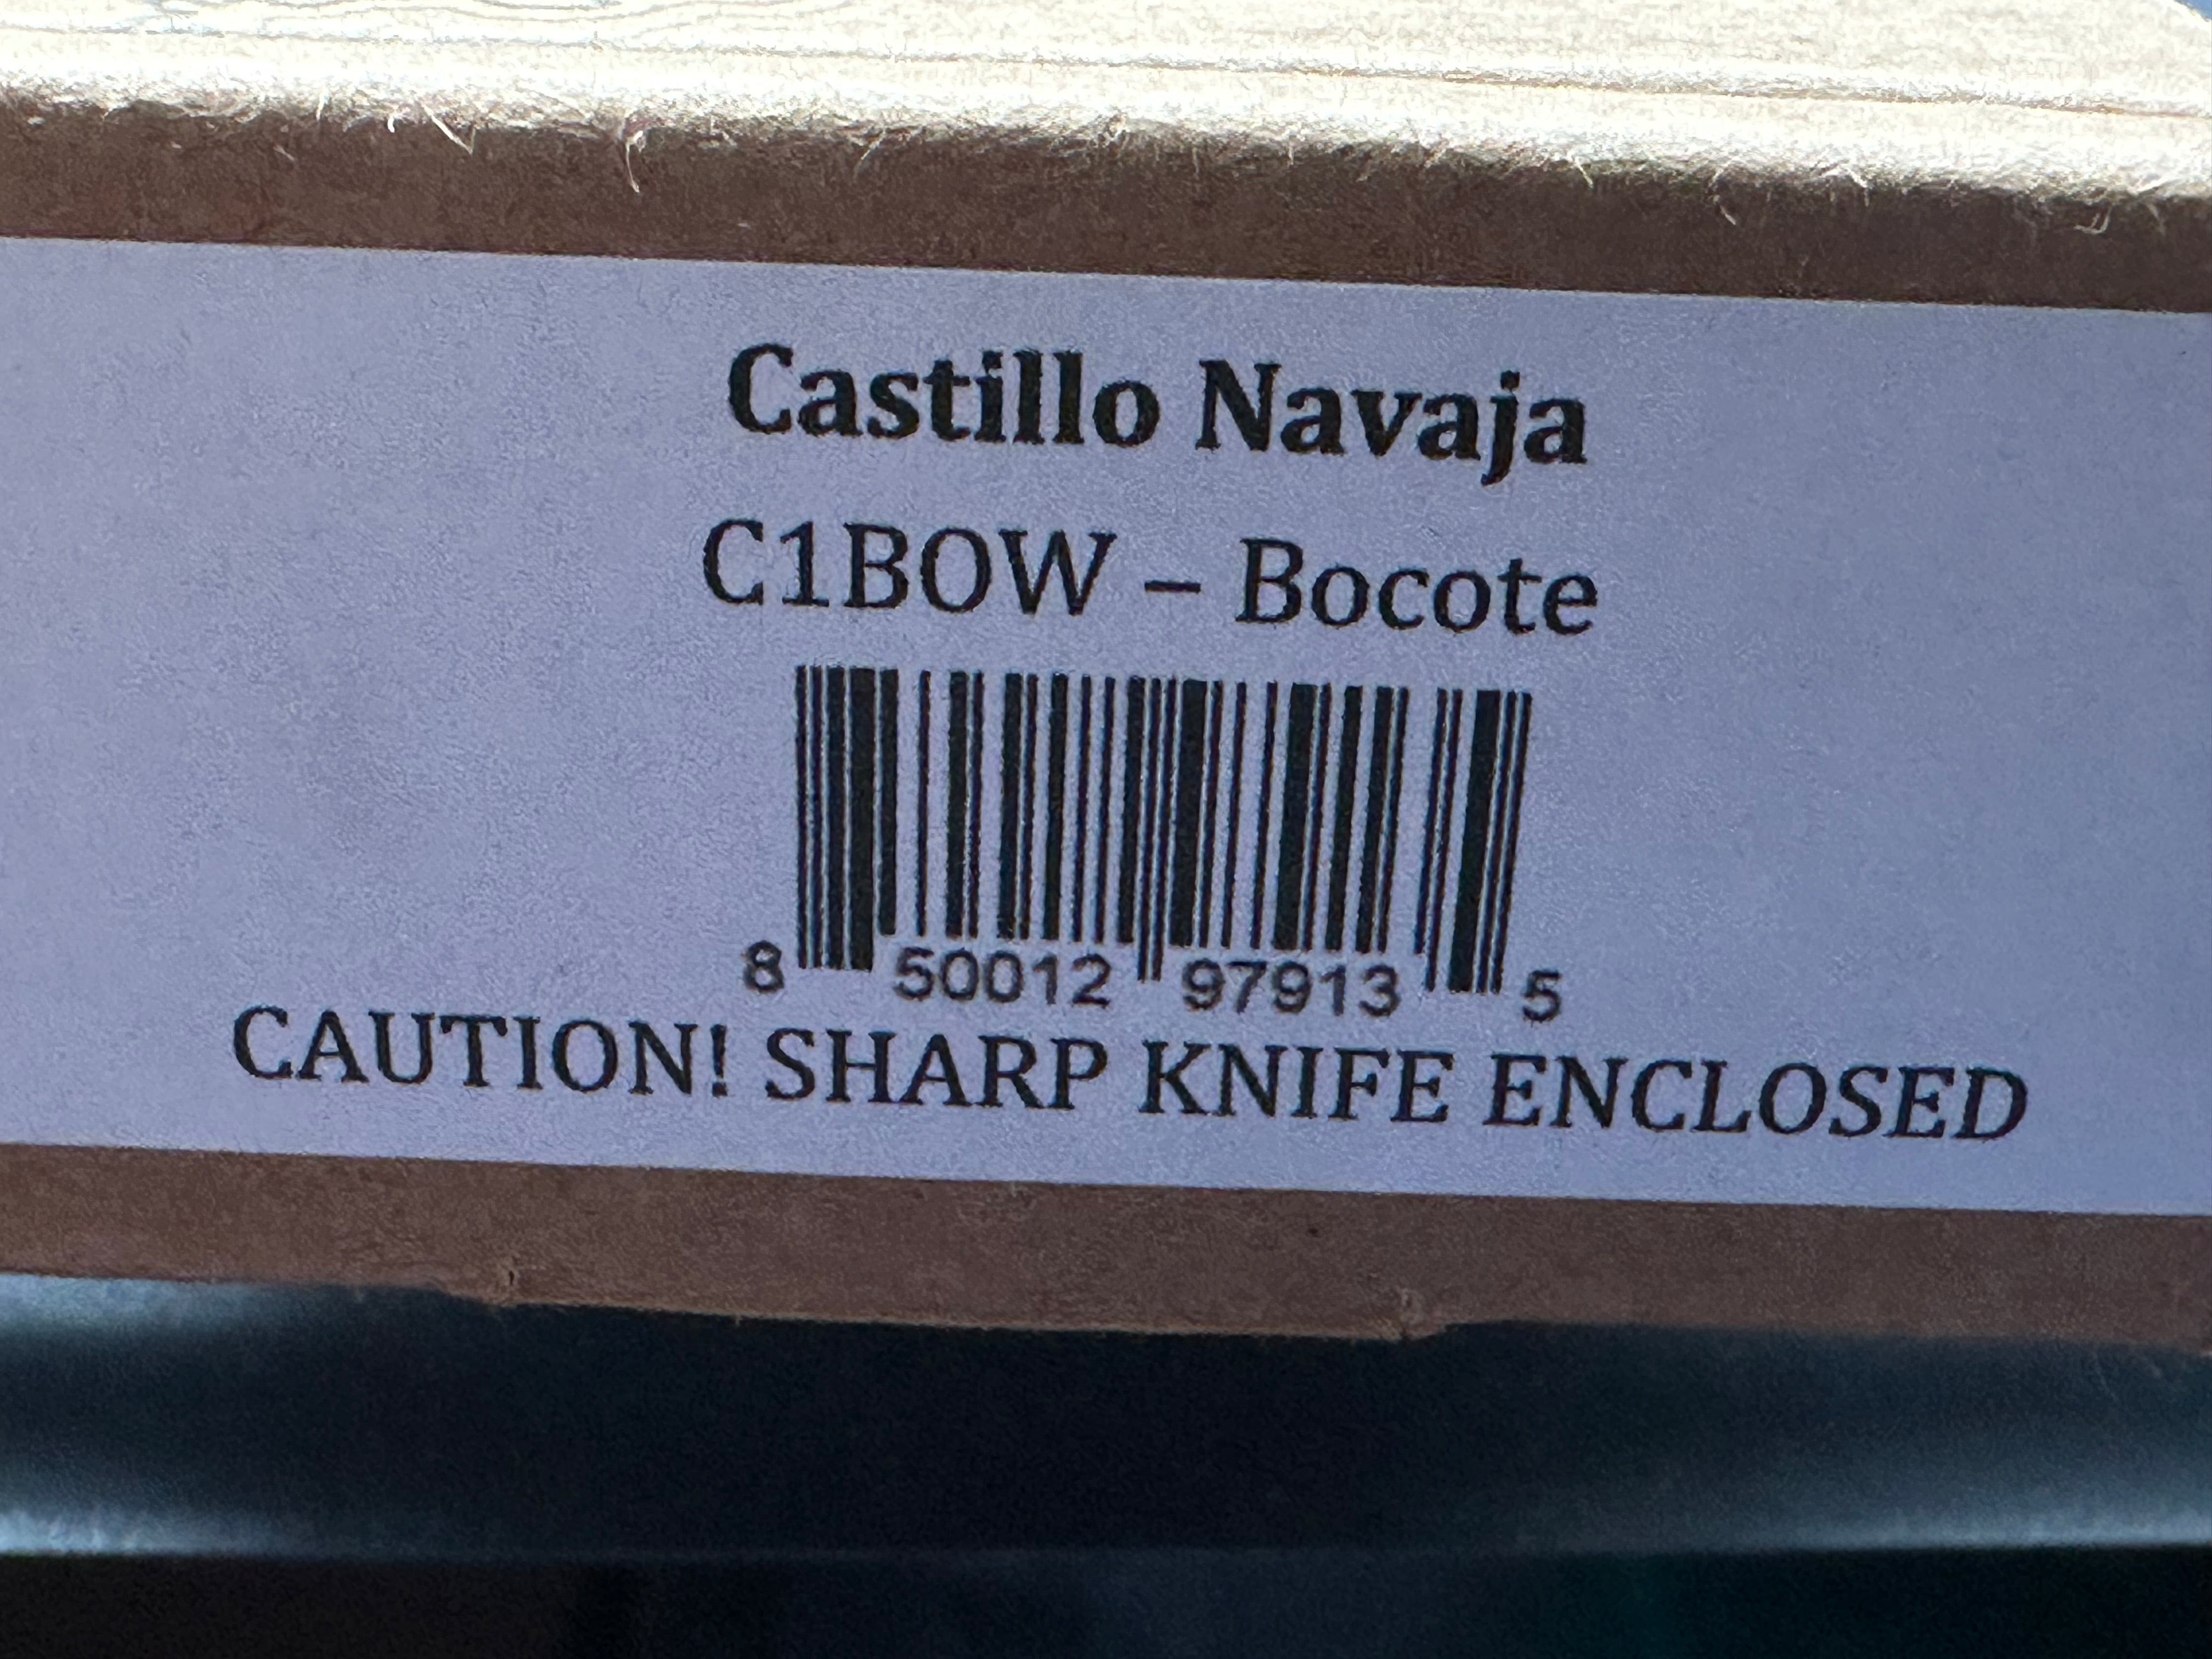 Castillo Navaja
C1BOW – Bocote
8 50012 97913 5
CAUTION! SHARP KNIFE ENCLOSED